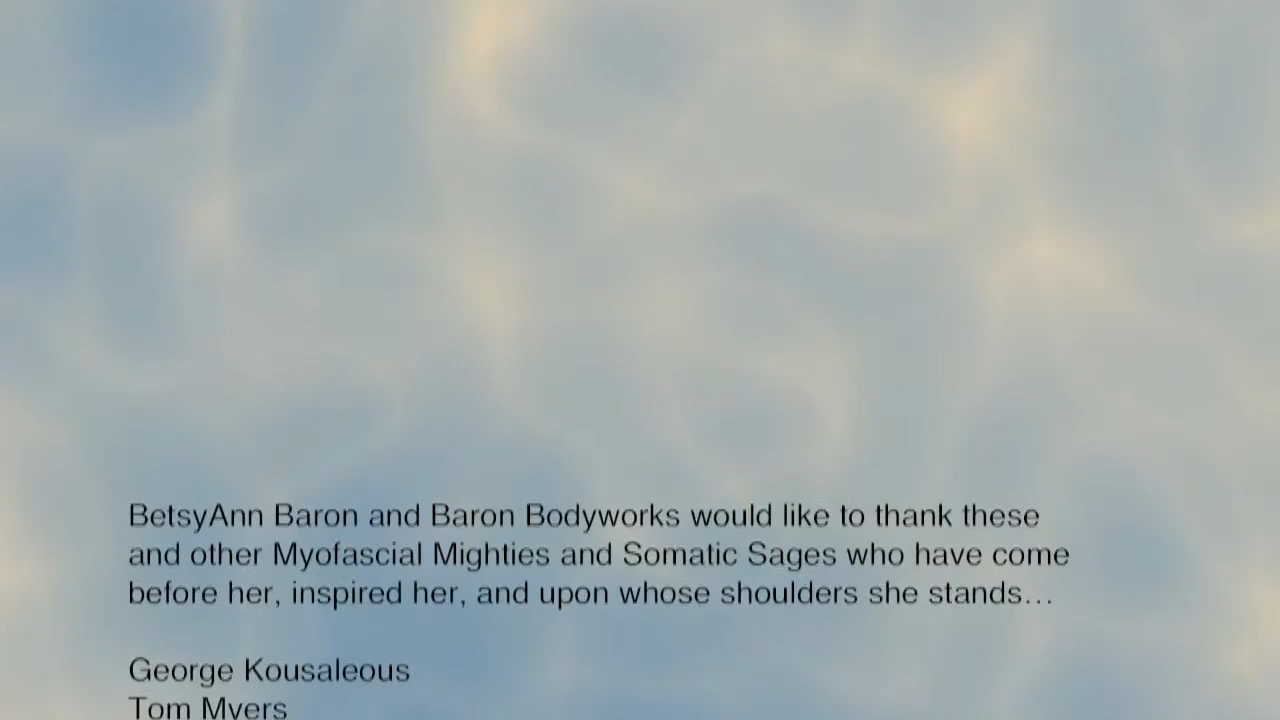 BetsyAnn Baron and Baron Bodyworks would like to thank these
and other Myofascial Mighties and Somatic Sages who have come
before her, inspired her, and upon whose shoulders she stands...
George Kousaleous
Tom Myers